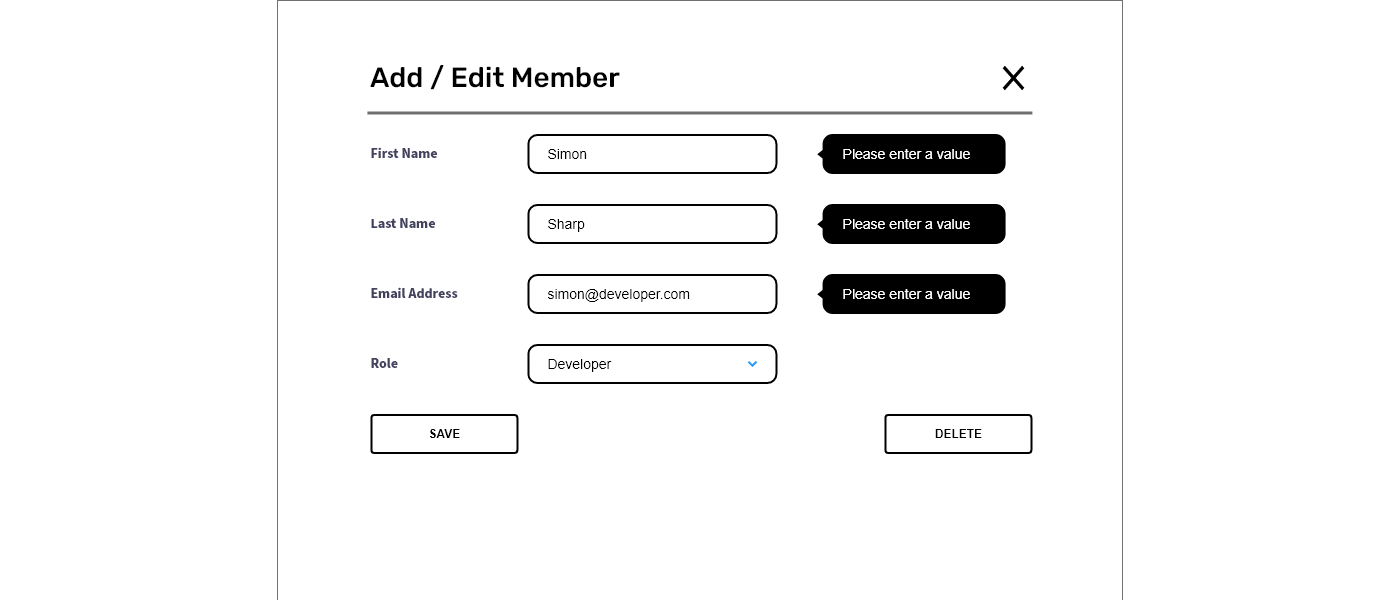 Add / Edit Member
First Name
Simon
Please enter a value
Last Name
Sharp
Please enter a value
Email Address
simon@developer.com
Please enter a value
Role
Developer
SAVE
DELETE